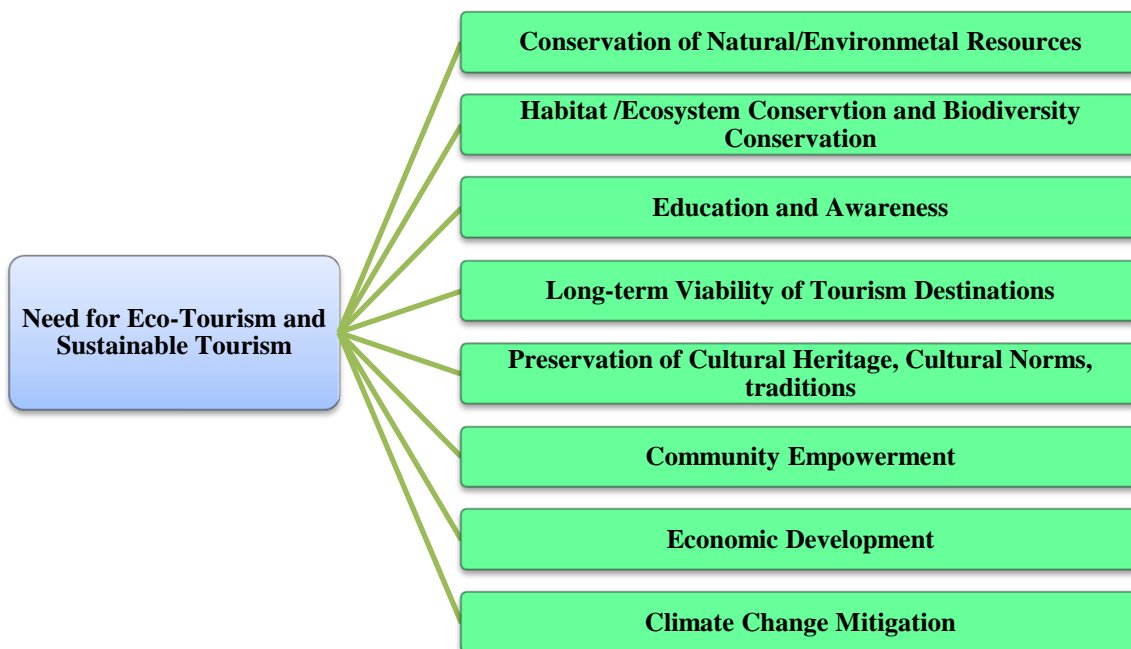 Conservation of Natural/Environmetal Resources
Habitat /Ecosystem Conservtion and Biodiversity
Conservation
Education and Awareness
Need for Eco-Tourism and
Sustainable Tourism
Long-term Viability of Tourism Destinations
Preservation of Cultural Heritage, Cultural Norms,
traditions
Community Empowerment
Economic Development
Climate Change Mitigation